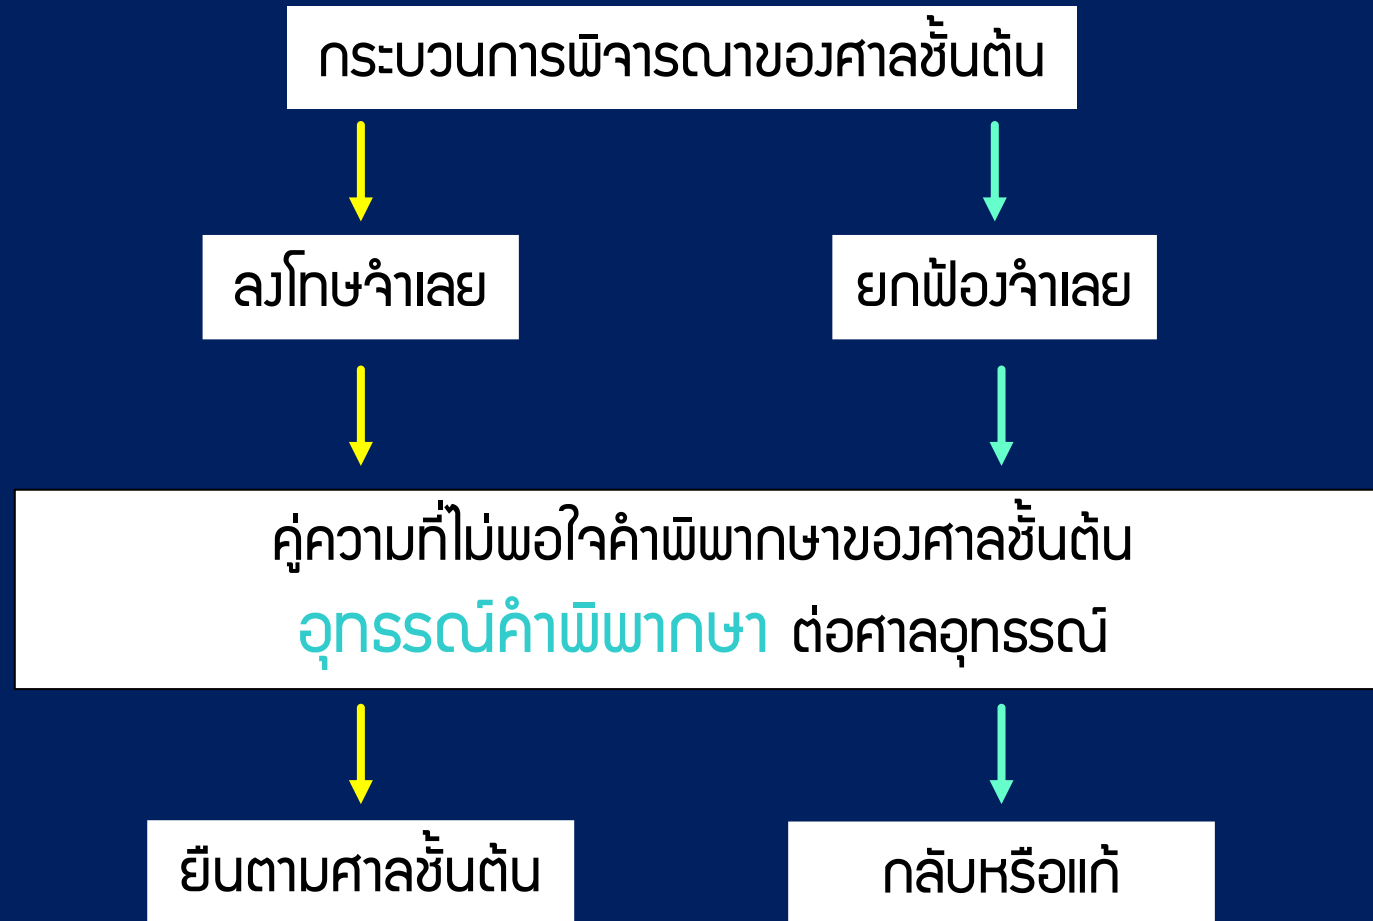 กระบวนการพิจารณาของศาลชั้นต้น
ลงโทษจำเลย
ยกฟ้องจำเลย
คู่ความที่ไม่พอใจคำพิพากษาของศาลชั้นต้น
อุทธรณ์คำพิพากษา ต่อศาลอุทธรณ์
ยืนตามศาลชั้นต้น
กลับหรือแก้